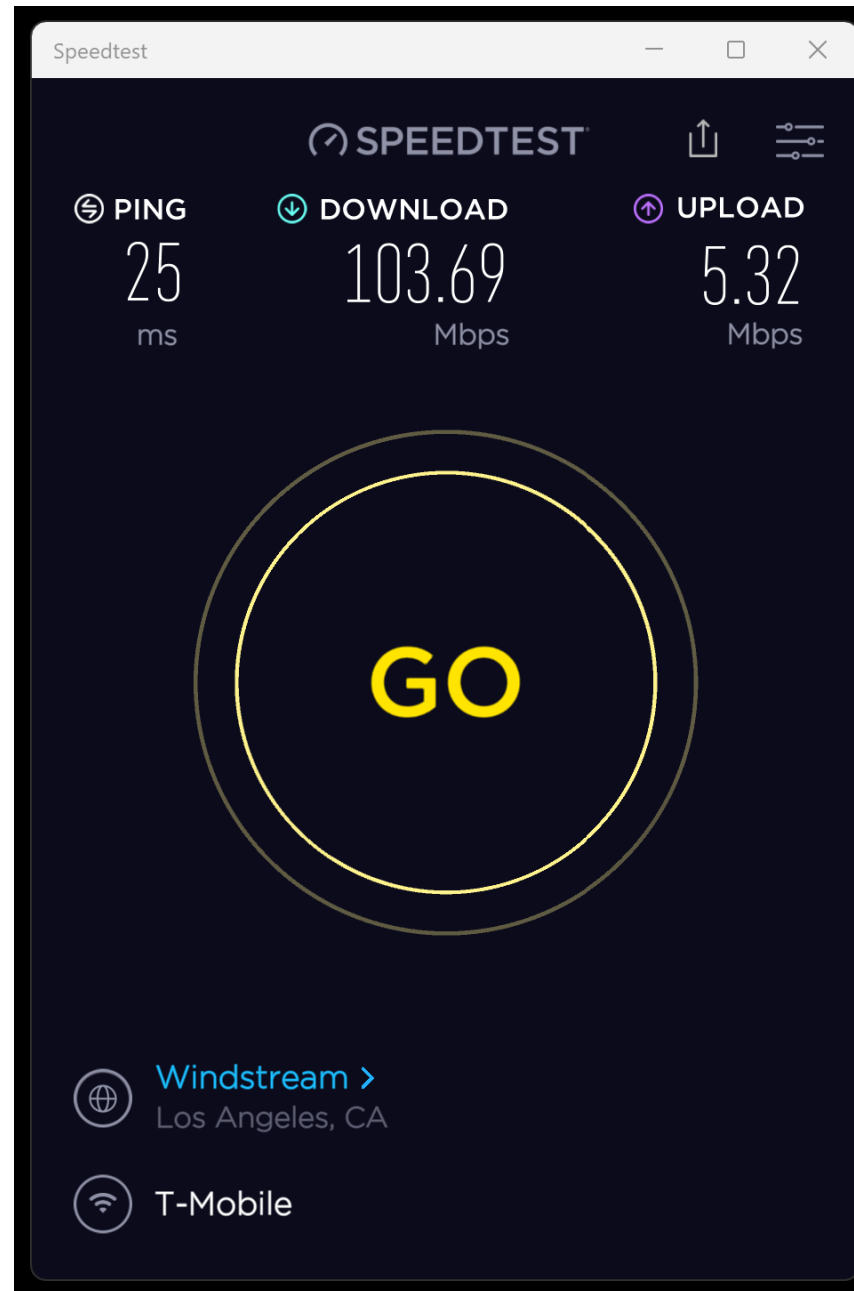 Speedtest
SPEEDTEST
PING DOWNLOAD UPLOAD
25 103.69 5.32
ms Mbps Mbps
GO
Windstream >
Los Angeles, CA
T-Mobile